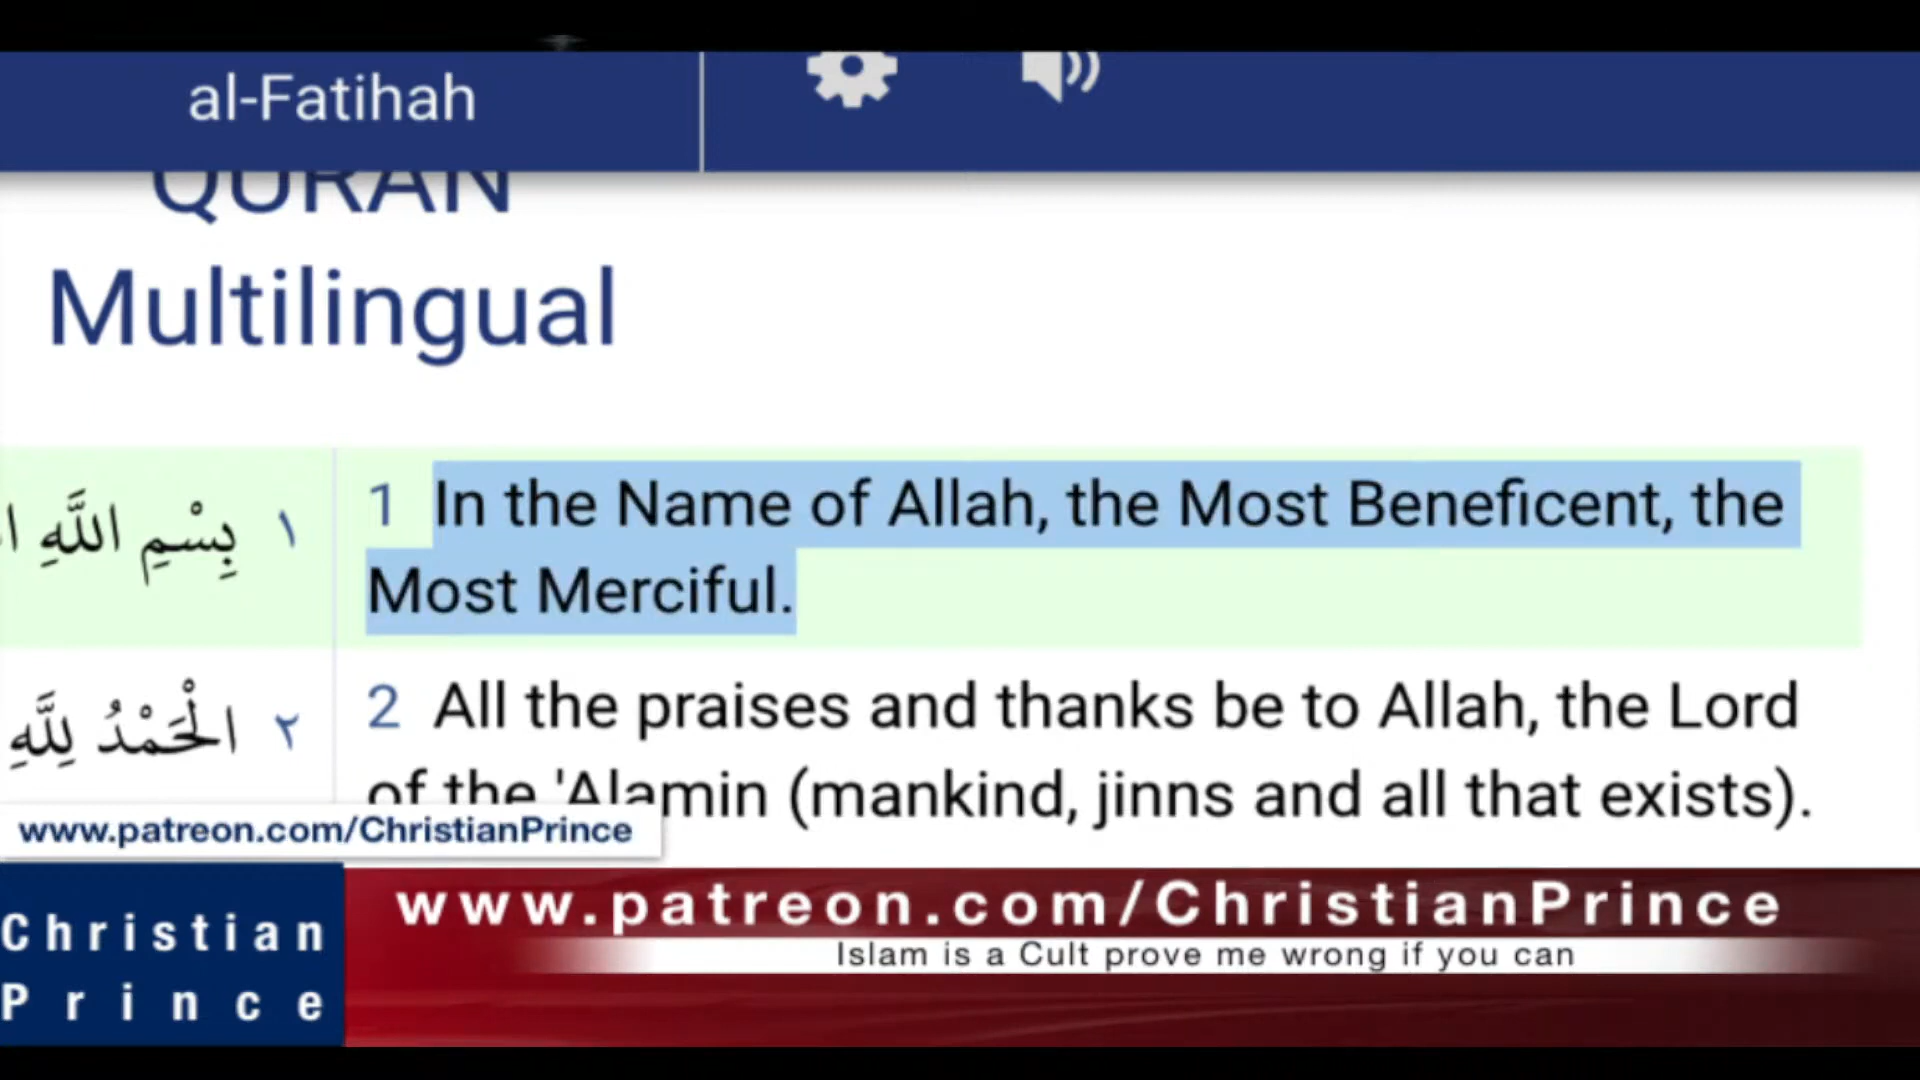 al-Fatihah
QURAN
Multilingual
١ بِسْمِ اللَّهِ
1 In the Name of Allah, the Most Beneficent, the
Most Merciful.
٢ الْحَمْدُ لِلَّهِ
2 All the praises and thanks be to Allah, the Lord
of the 'Alamin (mankind, jinns and all that exists).
www.patreon.com/ChristianPrince
Christian
Prince
www.patreon.com/ChristianPrince
Islam is a Cult prove me wrong if you can